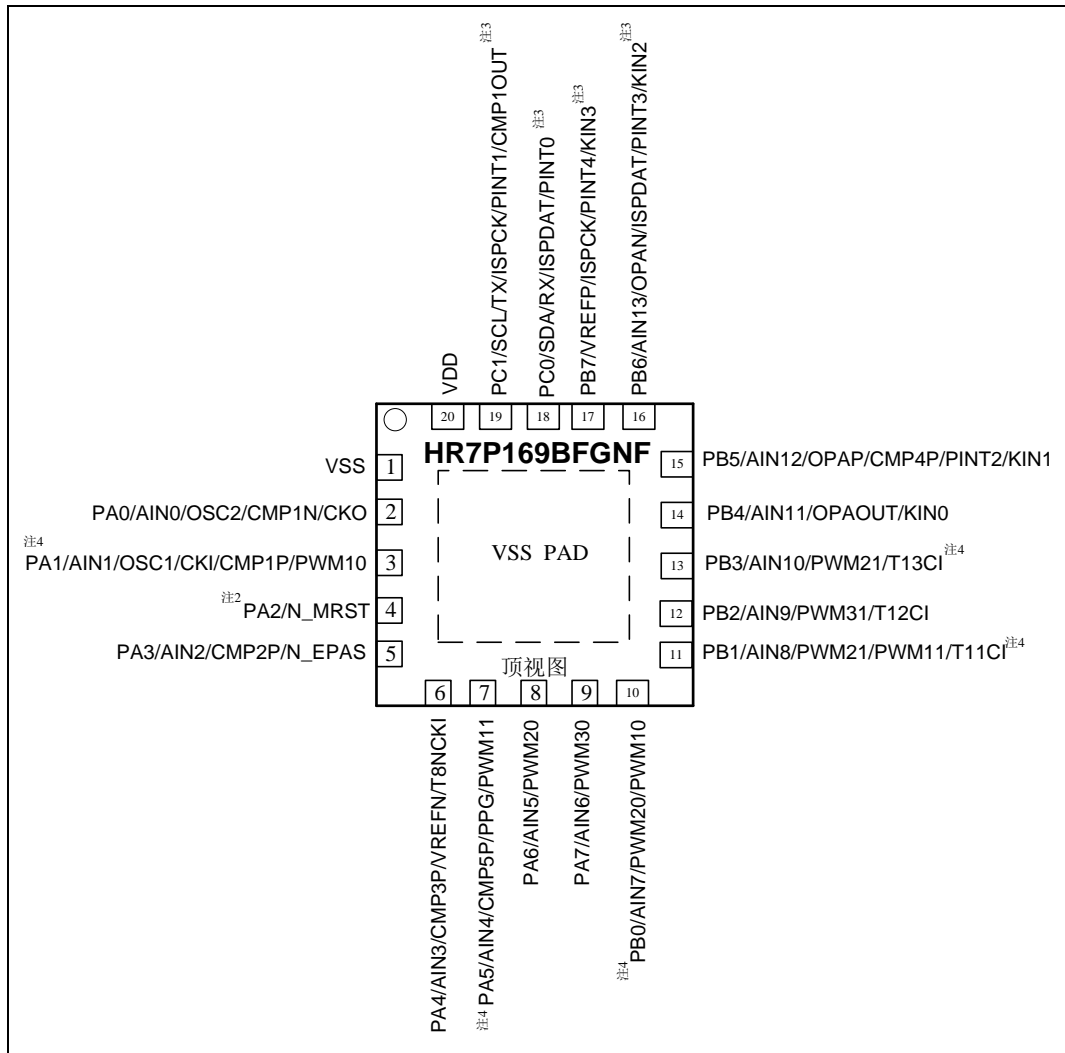 PC1/SCL/TX/ISPCK/PINT1/CMP1OUT 注3
PC0/SDA/RX/ISPDAT/PINT0 注3
PB7/VREFP/ISPCK/PINT4/KIN3 注3
PB6/AIN13/OPAN/ISPDAT/PINT3/KIN2 注3
VDD
20 19 18 17 16
HR7P169BFGNF
VSS 1
PA0/AIN0/OSC2/CMP1N/CKO 2
注4 PA1/AIN1/OSC1/CKI/CMP1P/PWM10 3
注2 PA2/N_MRST 4
PA3/AIN2/CMP2P/N_EPAS 5
VSS PAD
顶视图
15 PB5/AIN12/OPAP/CMP4P/PINT2/KIN1
14 PB4/AIN11/OPAOUT/KIN0
13 PB3/AIN10/PWM21/T13CI 注4
12 PB2/AIN9/PWM31/T12CI
11 PB1/AIN8/PWM21/PWM11/T11CI 注4
6 7 8 9 10
PA4/AIN3/CMP3P/VREFN/T8NCKI
注4 PA5/AIN4/CMP5P/PPG/PWM11
PA6/AIN5/PWM20
PA7/AIN6/PWM30
注4 PB0/AIN7/PWM20/PWM10